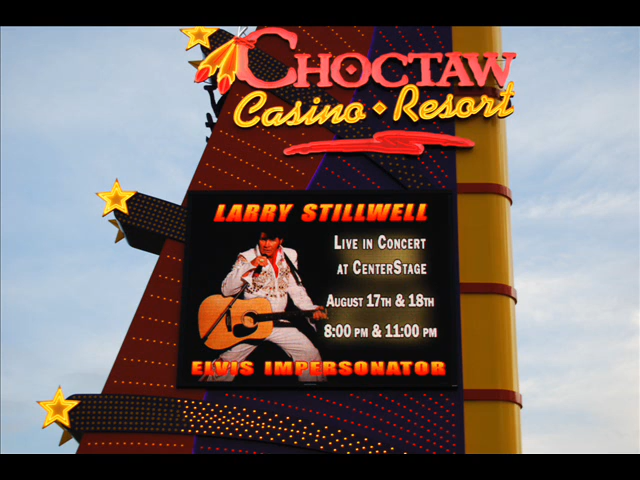 CHOCTAW
Casino • Resort
LARRY STILLWELL
LIVE IN CONCERT
AT CENTERSTAGE
AUGUST 17TH & 18TH
8:00 PM & 11:00 PM
ELVIS IMPERSONATOR